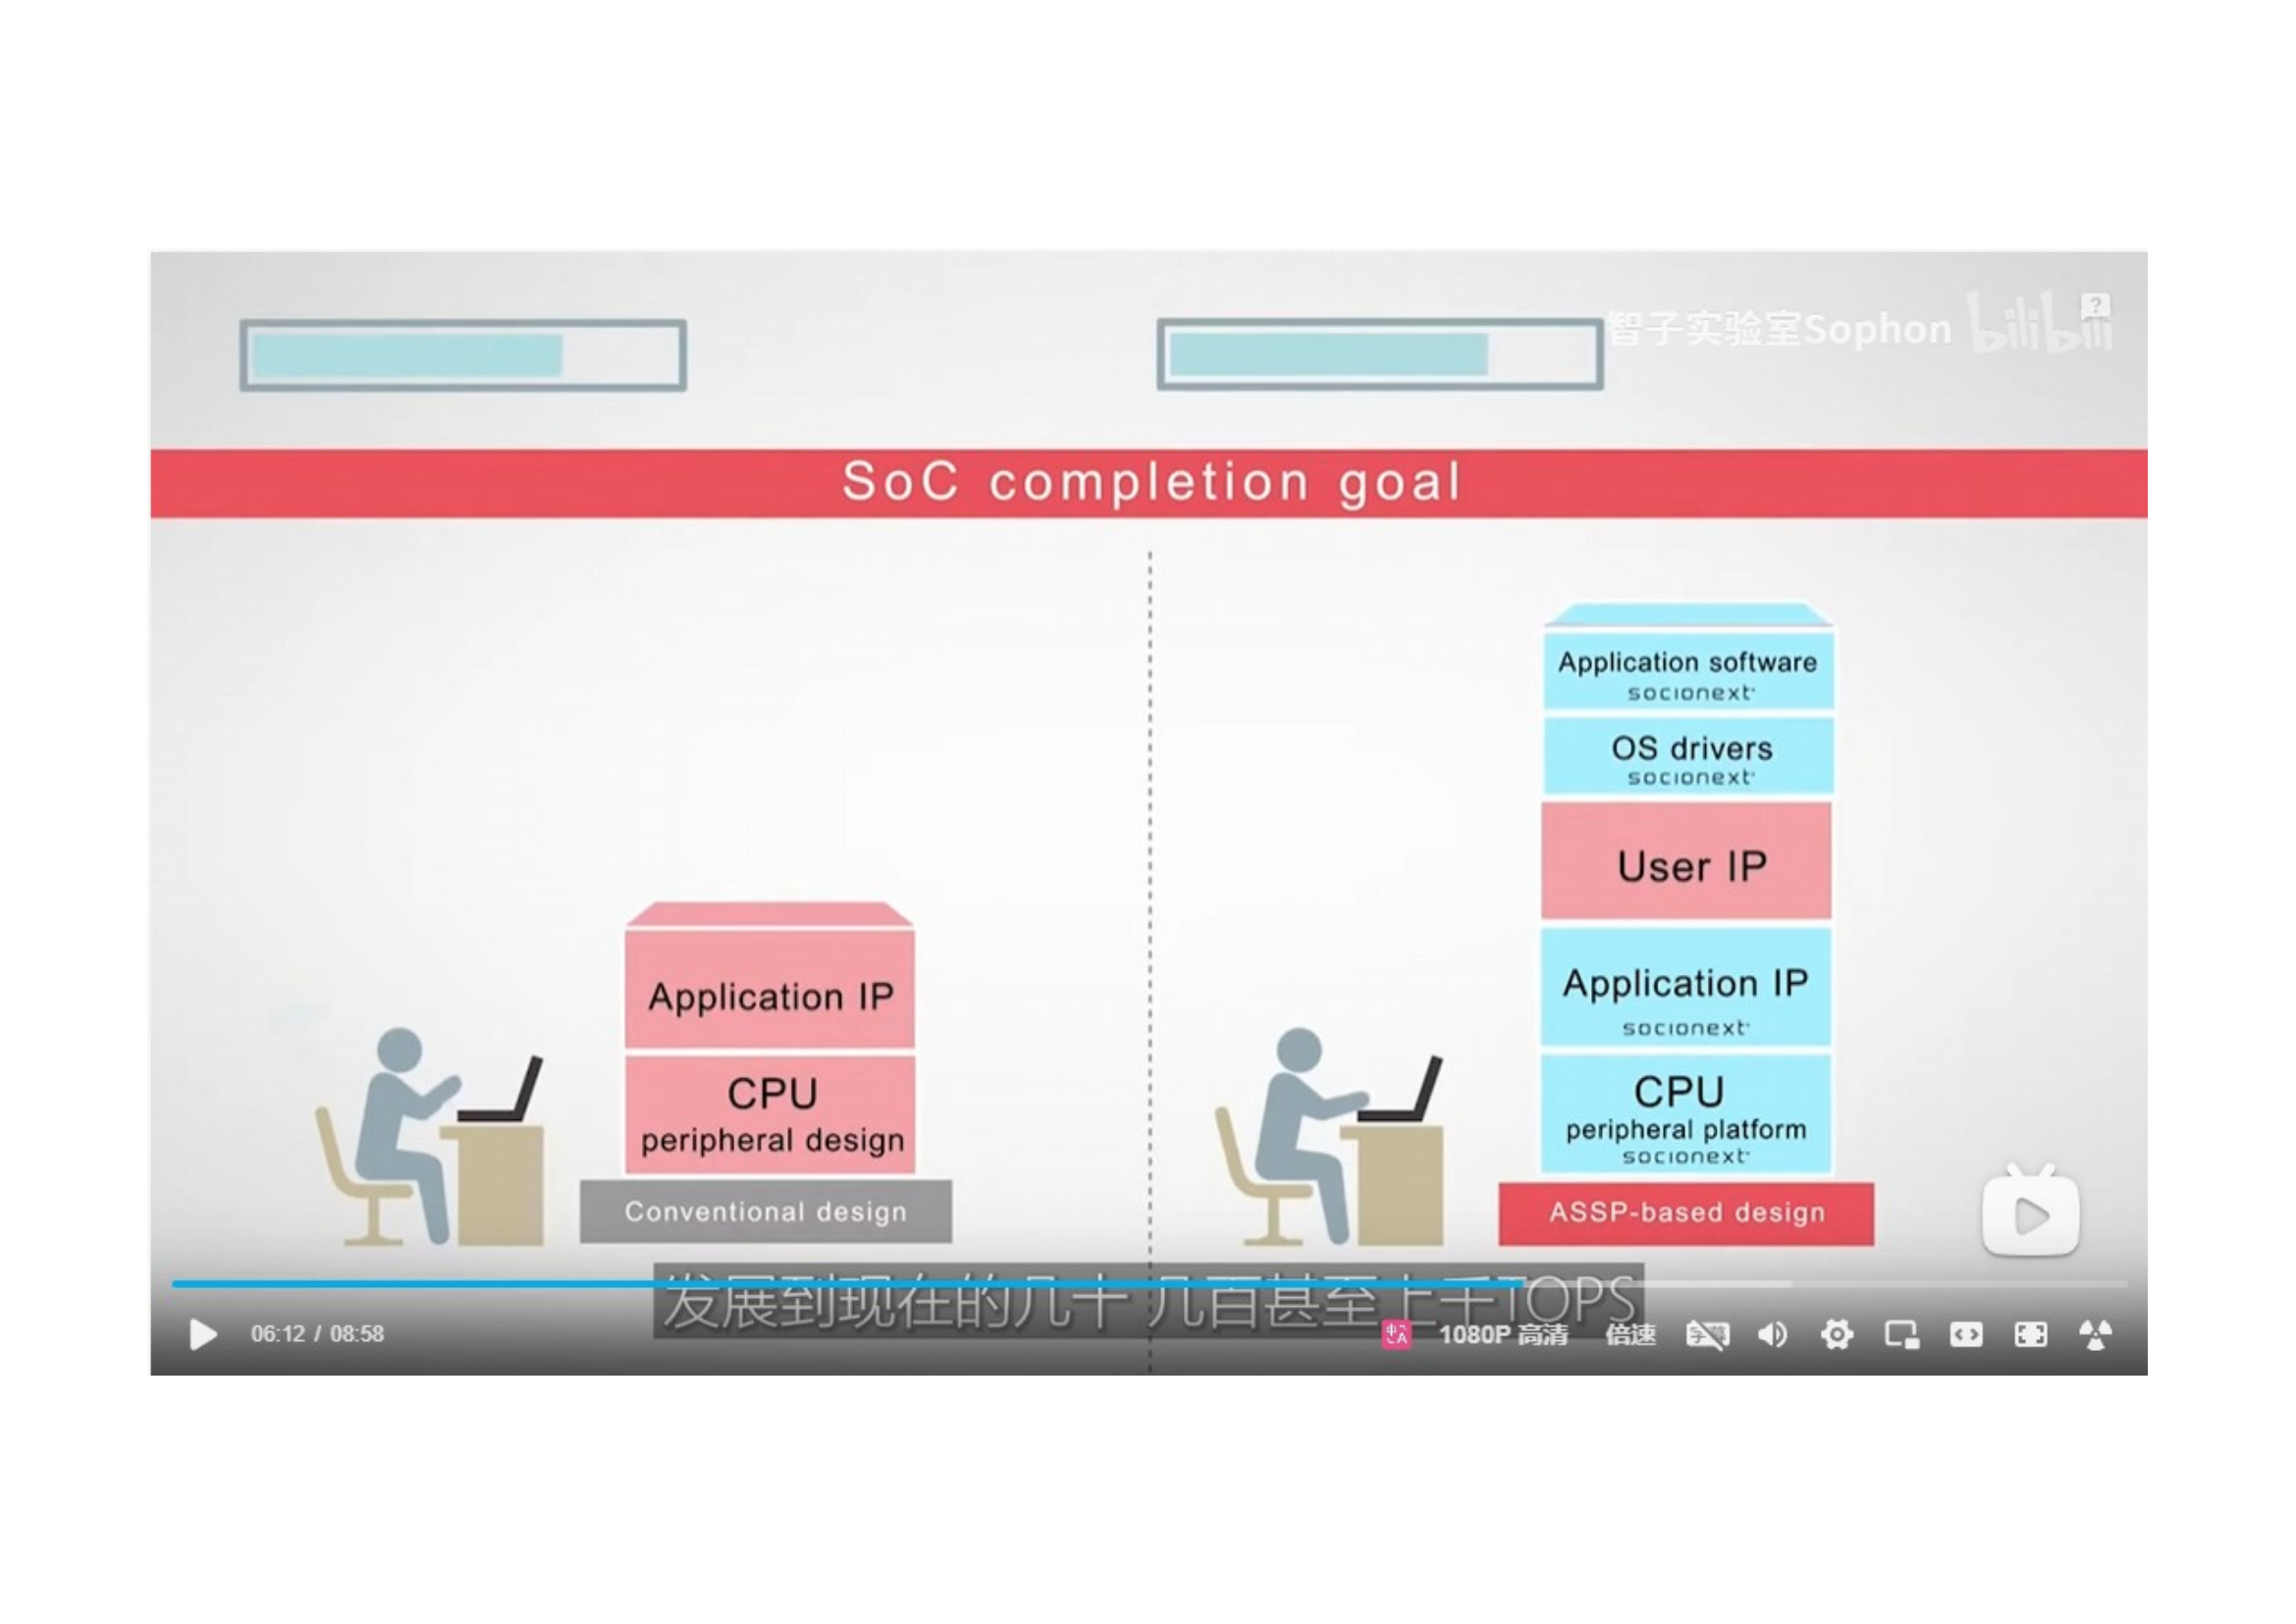 智子实验室Sophon bilibili
?
SoC completion goal
Application IP
CPU
peripheral design
Conventional design
Application software
socionext
OS drivers
socionext
User IP
Application IP
socionext
CPU
peripheral platform
socionext
ASSP-based design
发展到现在的几十 几百甚至上千TOPS
06:12 / 08:58
中A
1080P 高清 倍速 字幕